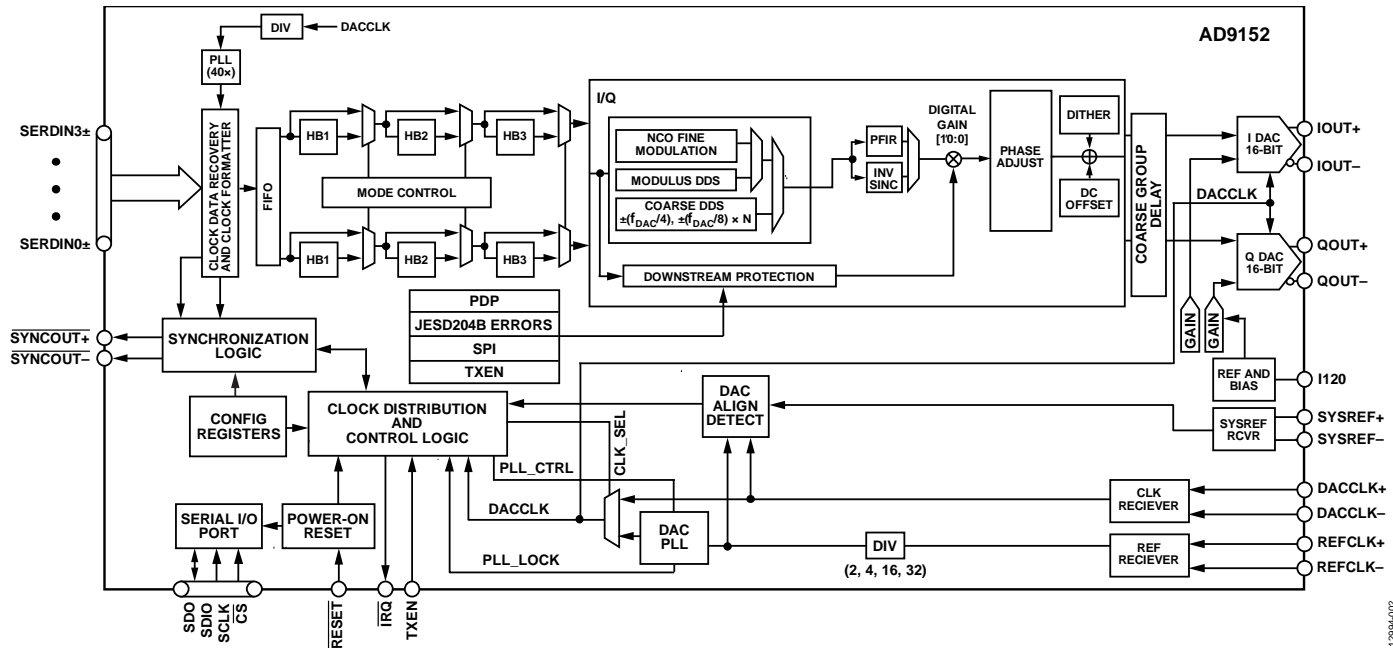 DIV
DACCLK
AD9152
PLL
(40×)
SERDIN3±
SERDIN0±
CLOCK DATA RECOVERY
AND CLOCK FORMATTER
FIFO
HB1
HB2
HB3
MODE CONTROL
HB1
HB2
HB3
I/Q
NCO FINE
MODULATION
MODULUS DDS
COARSE DDS
±(fDAC/4), ±(fDAC/8) × N
PFIR
INV
SINC
DIGITAL
GAIN
[10:0]
PHASE
ADJUST
DITHER
DC
OFFSET
COARSE GROUP
DELAY
DOWNSTREAM PROTECTION
I DAC
16-BIT
DACCLK
Q DAC
16-BIT
IOUT+
IOUT–
QOUT+
QOUT–
GAIN
GAIN
REF AND
BIAS
I120
PDP
JESD204B ERRORS
SPI
TXEN
SYNCOUT+
SYNCOUT–
SYNCHRONIZATION
LOGIC
CONFIG
REGISTERS
CLOCK DISTRIBUTION
AND
CONTROL LOGIC
DAC
ALIGN
DETECT
SYSREF
RCVR
SYSREF+
SYSREF–
CLK_SEL
PLL_CTRL
DACCLK
PLL_LOCK
DAC
PLL
CLK
RECIEVER
DACCLK+
DACCLK–
DIV
(2, 4, 16, 32)
REF
RECIEVER
REFCLK+
REFCLK–
SERIAL I/O
PORT
POWER-ON
RESET
SDO
SDIO
SCLK
CS
RESET
IRQ
TXEN
12994-002